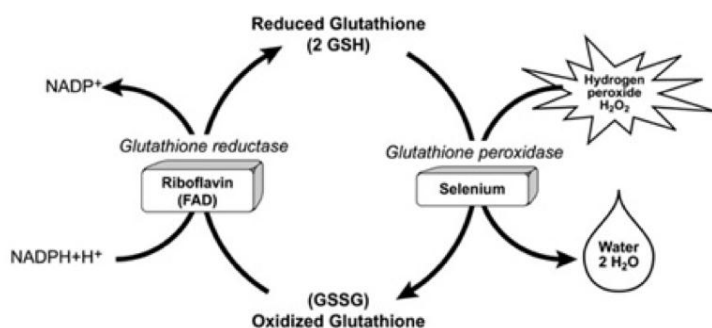 Reduced Glutathione
(2 GSH)
NADP⁺
Hydrogen
peroxide
H₂O₂
Glutathione reductase
Glutathione peroxidase
Riboflavin
(FAD)
Selenium
NADPH+H⁺
Water
2 H₂O
(GSSG)
Oxidized Glutathione